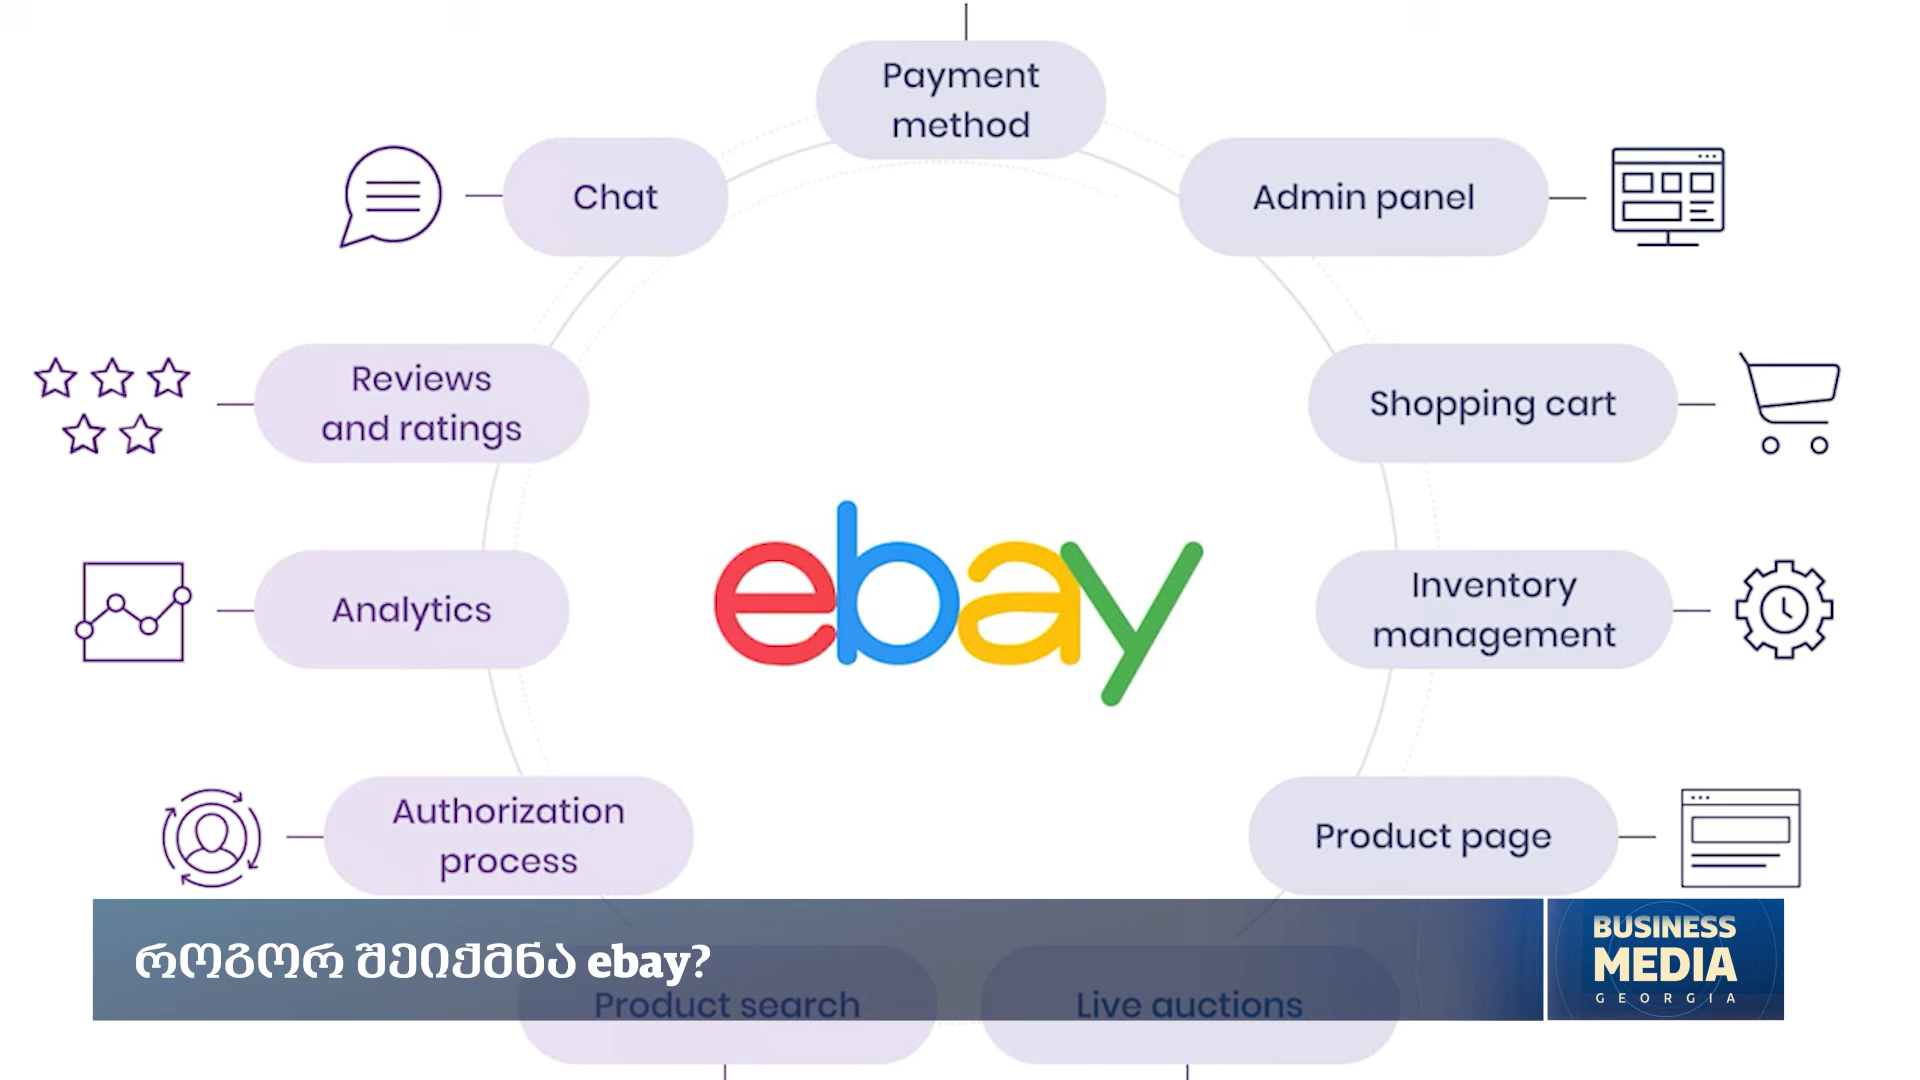 Payment
method
Chat
Admin panel
Reviews
and ratings
Shopping cart
ebay
Analytics
Inventory
management
Authorization
process
Product page
როგორ შეიქმნა ebay?
BUSINESS
MEDIA
GEORGIA
Product search
Live auctions